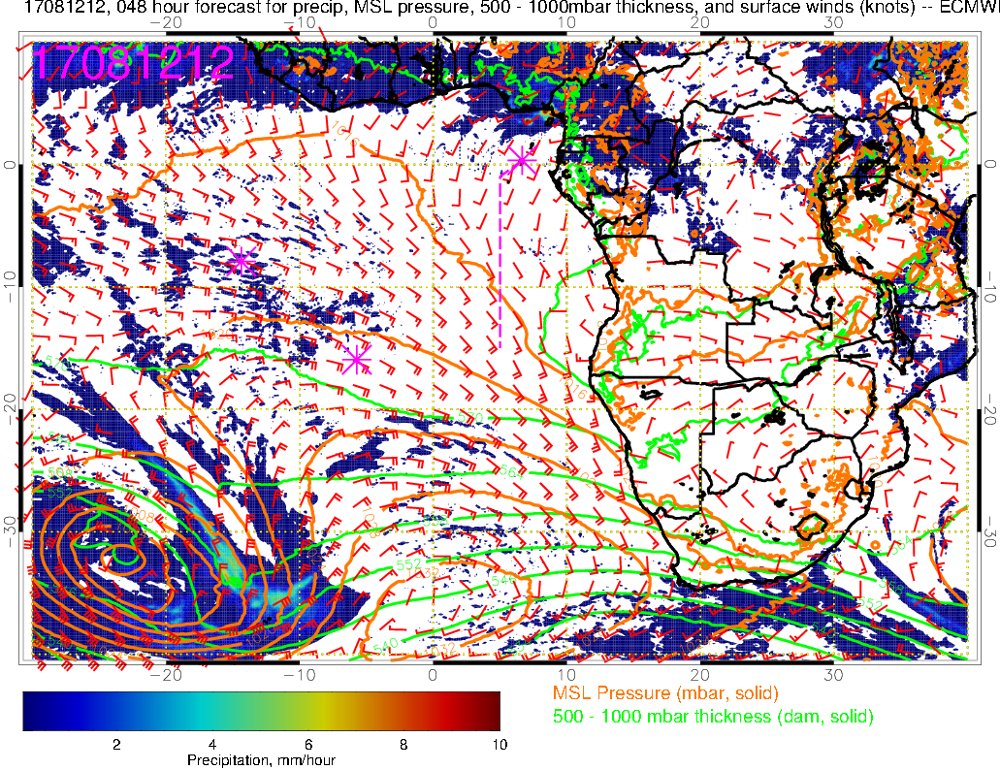 17081212, 048 hour forecast for precip, MSL pressure, 500 - 1000mbar thickness, and surface winds (knots) -- ECMWF
-20 -10 0 10 20 30
17081212
0 0
-10 -10
-20 -20
-30 -30
1016
564
552
540
-20 -10 0 10 20 30
2 4 6 8 10
Precipitation, mm/hour
MSL Pressure (mbar, solid)
500 - 1000 mbar thickness (dam, solid)